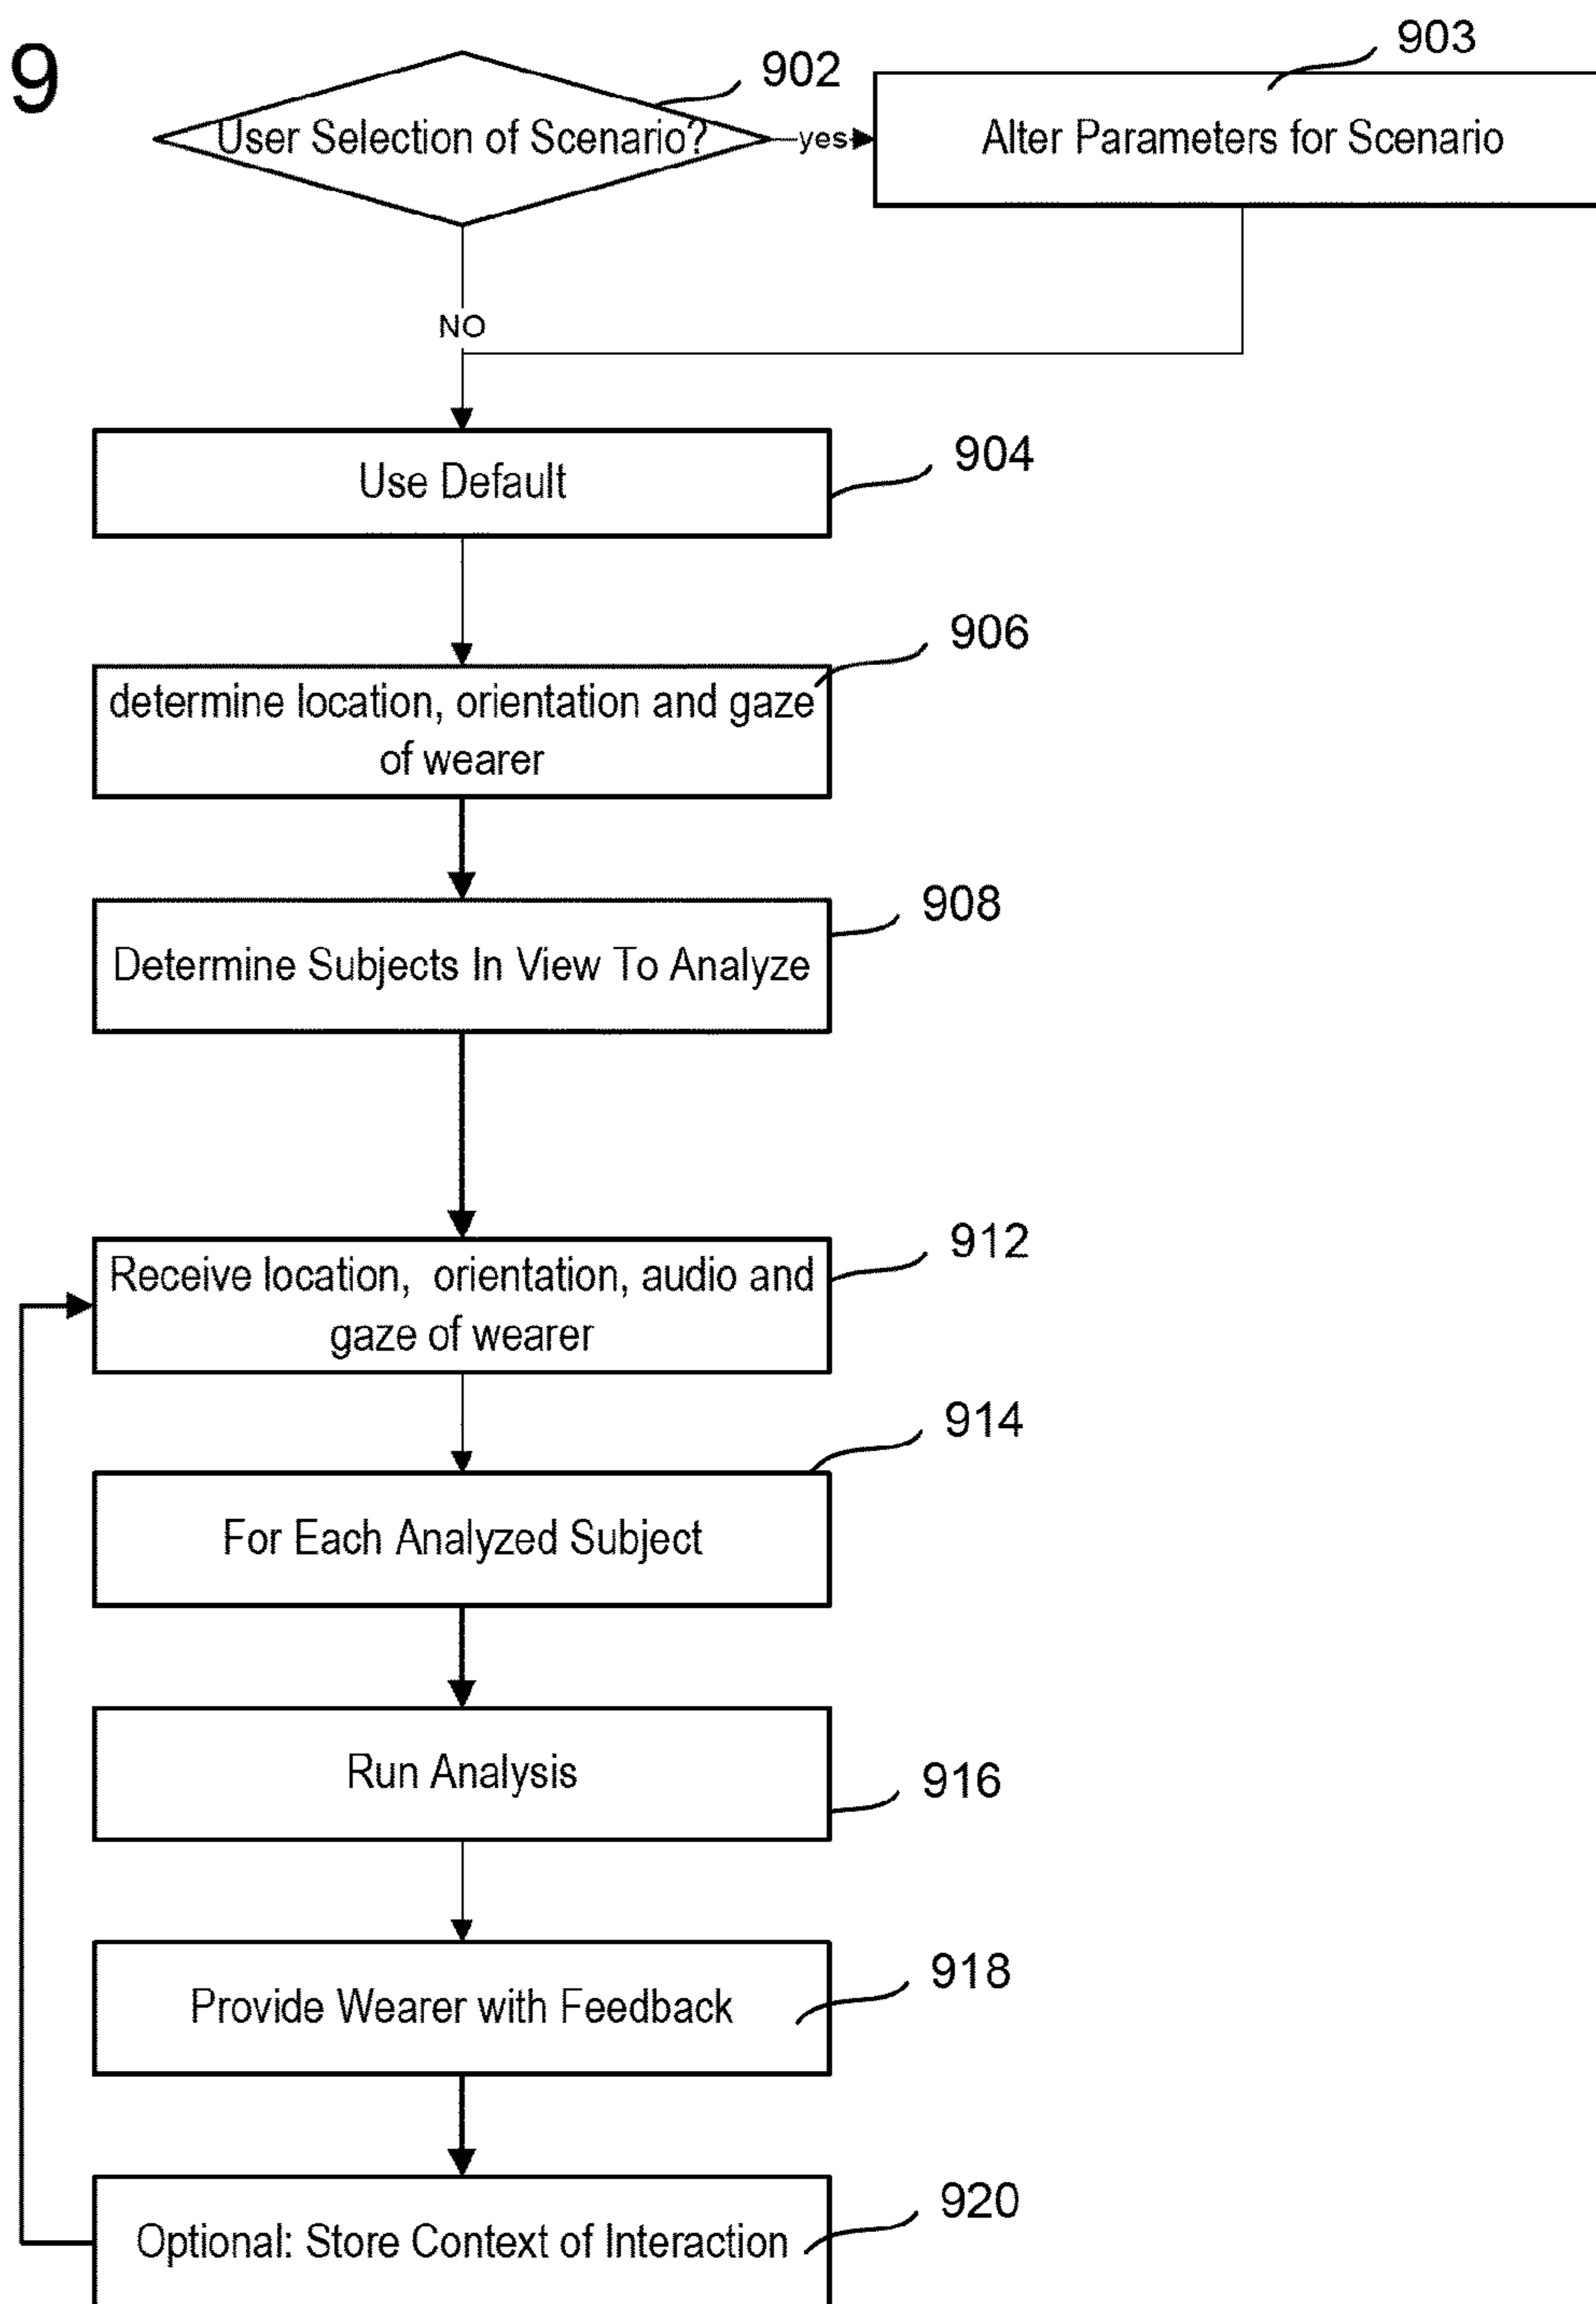 9
902
903
User Selection of Scenario?
yes
Alter Parameters for Scenario
NO
904
Use Default
906
determine location, orientation and gaze
of wearer
908
Determine Subjects In View To Analyze
912
Receive location, orientation, audio and
gaze of wearer
914
For Each Analyzed Subject
Run Analysis
916
918
Provide Wearer with Feedback
920
Optional: Store Context of Interaction